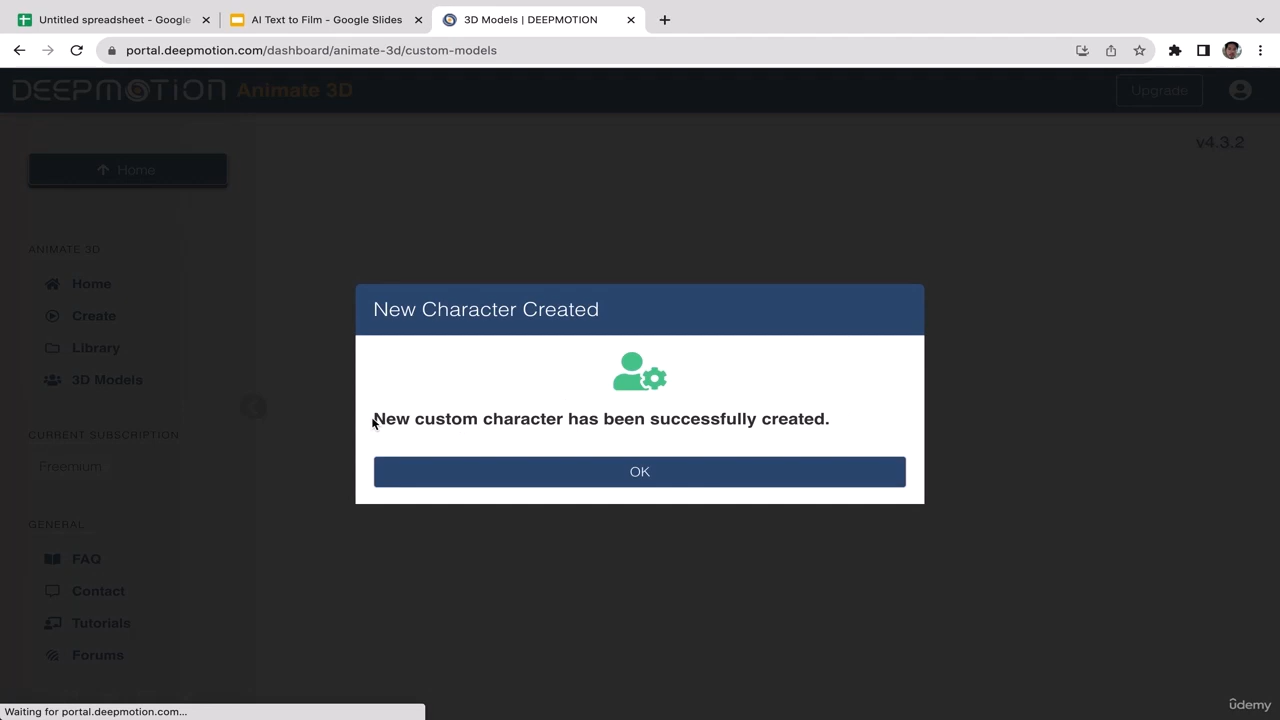 Untitled spreadsheet - Google
AI Text to Film - Google Slides
3D Models | DEEPMOTION
portal.deepmotion.com/dashboard/animate-3d/custom-models
DEEPMOTION Animate 3D
Upgrade
v4.3.2
Home
ANIMATE 3D
Home
Create
Library
3D Models
CURRENT SUBSCRIPTION
Freemium
GENERAL
FAQ
Contact
Tutorials
Forums
New Character Created
New custom character has been successfully created.
OK
Waiting for portal.deepmotion.com...
ûdemy